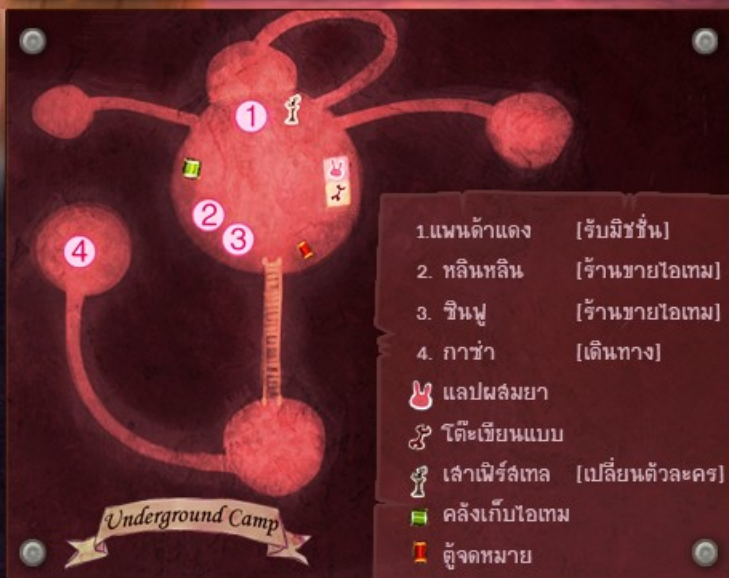 1
2
3
4
1.แพนด้าแดง [รับมิชชั่น]
2. หลินหลิน [ร้านขายไอเทม]
3. ซินฟู [ร้านขายไอเทม]
4. กาซ่า [เดินทาง]
แลปผสมยา
โต๊ะเขียนแบบ
เสาเฟิร์สเทล [เปลี่ยนตัวละคร]
คลังเก็บไอเทม
ตู้จดหมาย
Underground Camp